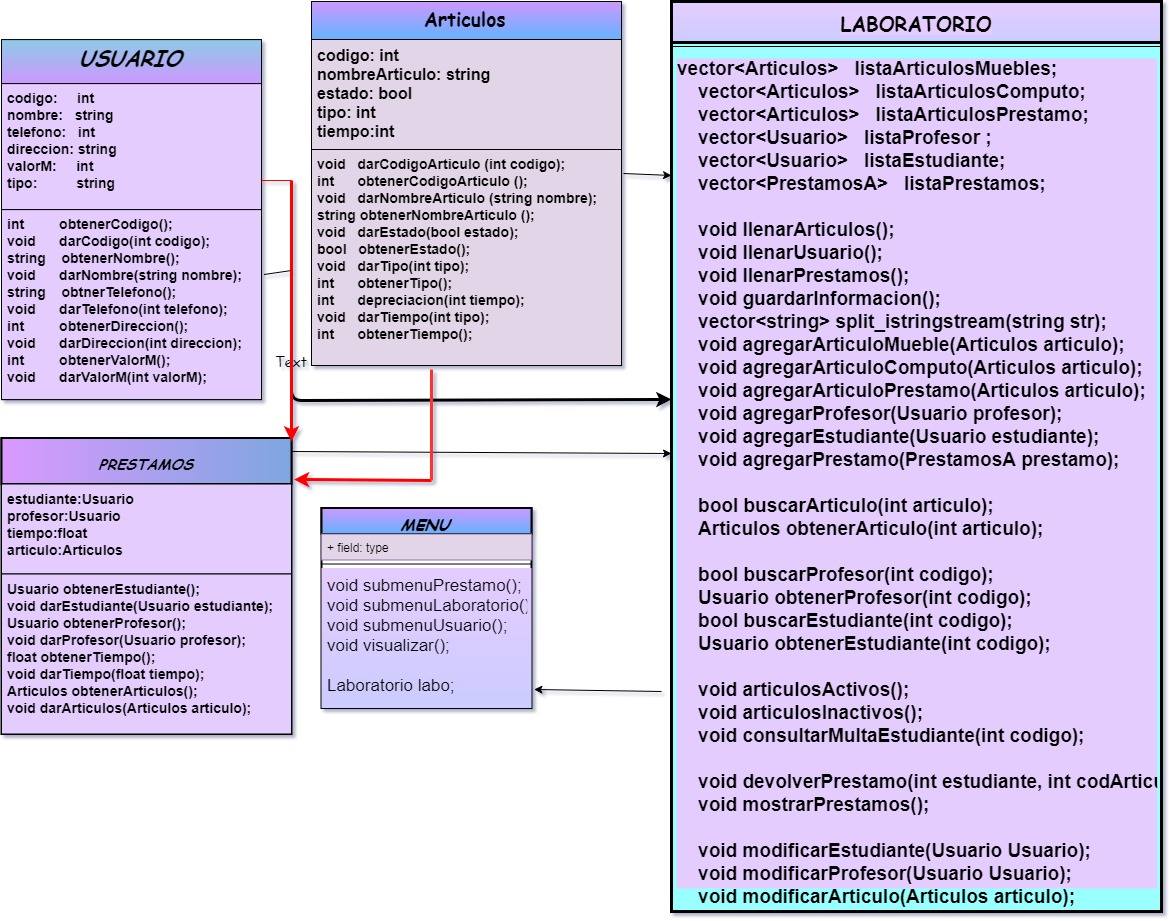 USUARIO
codigo: int
nombre: string
telefono: int
direccion: string
valorM: int
tipo: string
int obtenerCodigo();
void darCodigo(int codigo);
string obtenerNombre();
void darNombre(string nombre);
string obtnerTelefono();
void darTelefono(int telefono);
int obtenerDireccion();
void darDireccion(int direccion);
int obtenerValorM();
void darValorM(int valorM);
Text
Articulos
codigo: int
nombreArticulo: string
estado: bool
tipo: int
tiempo:int
void darCodigoArticulo (int codigo);
int obtenerCodigoArticulo ();
void darNombreArticulo (string nombre);
string obtenerNombreArticulo ();
void darEstado(bool estado);
bool obtenerEstado();
void darTipo(int tipo);
int obtenerTipo();
int depreciacion(int tiempo);
void darTiempo(int tipo);
int obtenerTiempo();
PRESTAMOS
estudiante:Usuario
profesor:Usuario
tiempo:float
articulo:Articulos
Usuario obtenerEstudiante();
void darEstudiante(Usuario estudiante);
Usuario obtenerProfesor();
void darProfesor(Usuario profesor);
float obtenerTiempo();
void darTiempo(float tiempo);
Articulos obtenerArticulos();
void darArticulos(Articulos articulo);
MENU
+ field: type
void submenuPrestamo();
void submenuLaboratorio()
void submenuUsuario();
void visualizar();
Laboratorio labo;
LABORATORIO
vector<Articulos> listaArticulosMuebles;
vector<Articulos> listaArticulosComputo;
vector<Articulos> listaArticulosPrestamo;
vector<Usuario> listaProfesor ;
vector<Usuario> listaEstudiante;
vector<PrestamosA> listaPrestamos;
void llenarArticulos();
void llenarUsuario();
void llenarPrestamos();
void guardarInformacion();
vector<string> split_istringstream(string str);
void agregarArticuloMueble(Articulos articulo);
void agregarArticuloComputo(Articulos articulo);
void agregarArticuloPrestamo(Articulos articulo);
void agregarProfesor(Usuario profesor);
void agregarEstudiante(Usuario estudiante);
void agregarPrestamo(PrestamosA prestamo);
bool buscarArticulo(int articulo);
Articulos obtenerArticulo(int articulo);
bool buscarProfesor(int codigo);
Usuario obtenerProfesor(int codigo);
bool buscarEstudiante(int codigo);
Usuario obtenerEstudiante(int codigo);
void articulosActivos();
void articulosInactivos();
void consultarMultaEstudiante(int codigo);
void devolverPrestamo(int estudiante, int codArticu
void mostrarPrestamos();
void modificarEstudiante(Usuario Usuario);
void modificarProfesor(Usuario Usuario);
void modificarArticulo(Articulos articulo);